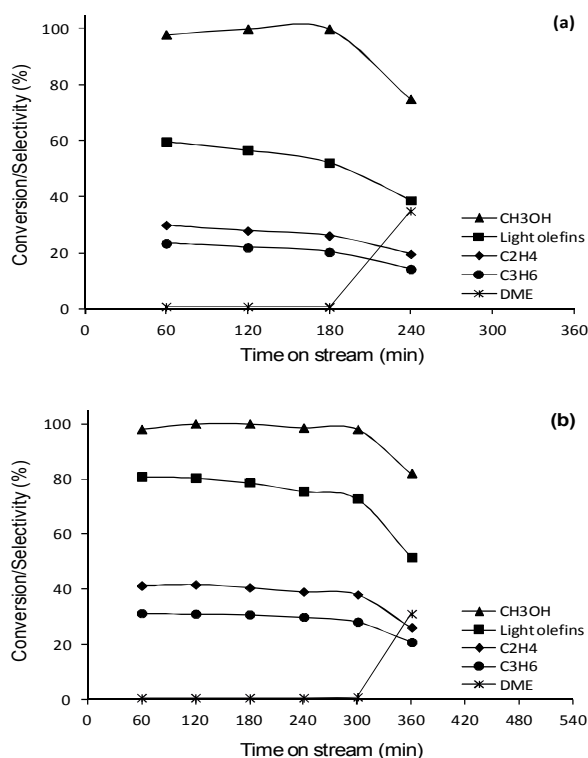 (a)
Conversion/Selectivity (%)
100
80
60
40
20
0
CH3OH
Light olefins
C2H4
C3H6
DME
0 60 120 180 240 300 360
Time on stream (min)
(b)
Conversion/Selectivity (%)
100
80
60
40
20
0
CH3OH
Light olefins
C2H4
C3H6
DME
0 60 120 180 240 300 360 420 480 540
Time on stream (min)